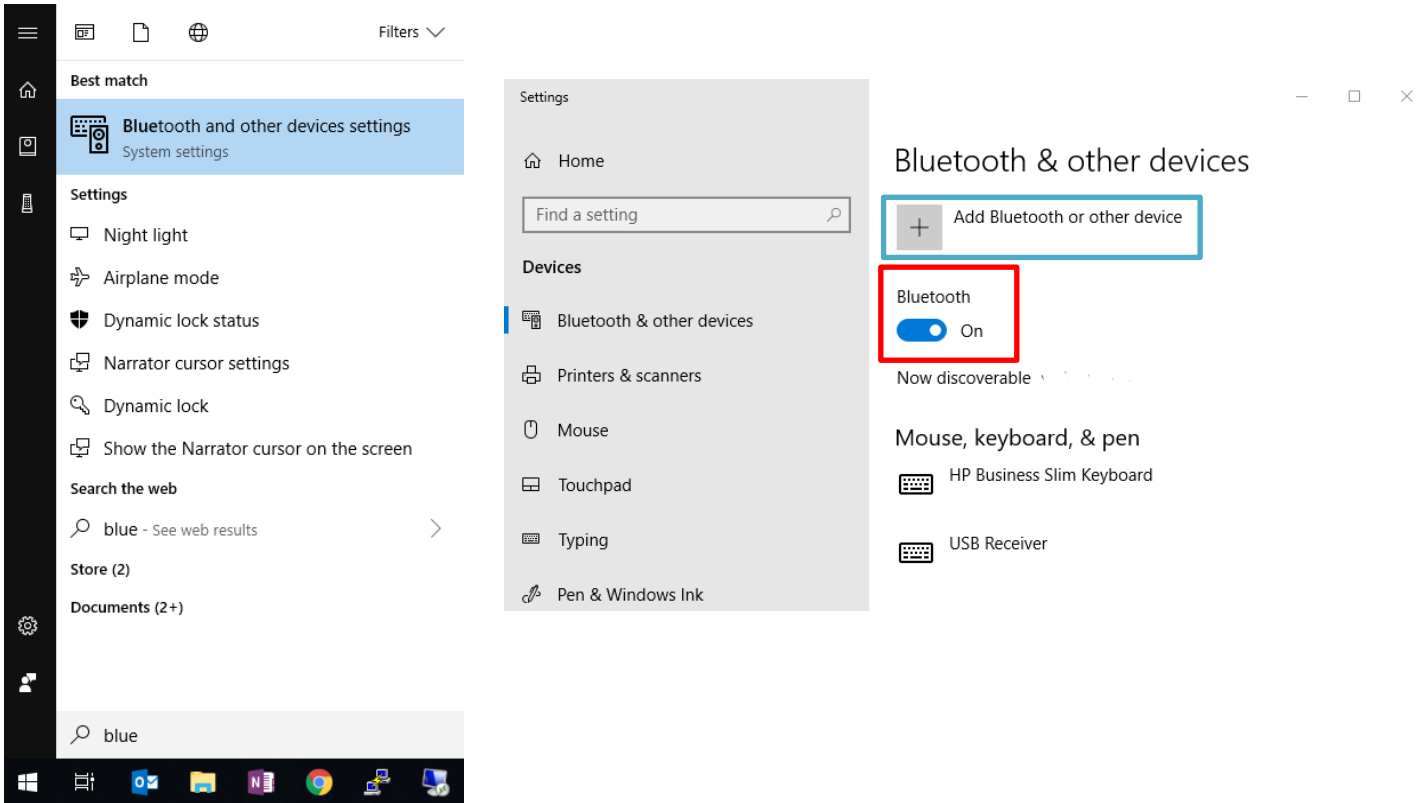 Filters
Best match
Bluetooth and other devices settings
System settings
Settings
Night light
Airplane mode
Dynamic lock status
Narrator cursor settings
Dynamic lock
Show the Narrator cursor on the screen
Search the web
blue - See web results
Store (2)
Documents (2+)
blue
Settings
Home
Find a setting
Devices
Bluetooth & other devices
Printers & scanners
Mouse
Touchpad
Typing
Pen & Windows Ink
Bluetooth & other devices
Add Bluetooth or other device
Bluetooth
On
Now discoverable
Mouse, keyboard, & pen
HP Business Slim Keyboard
USB Receiver